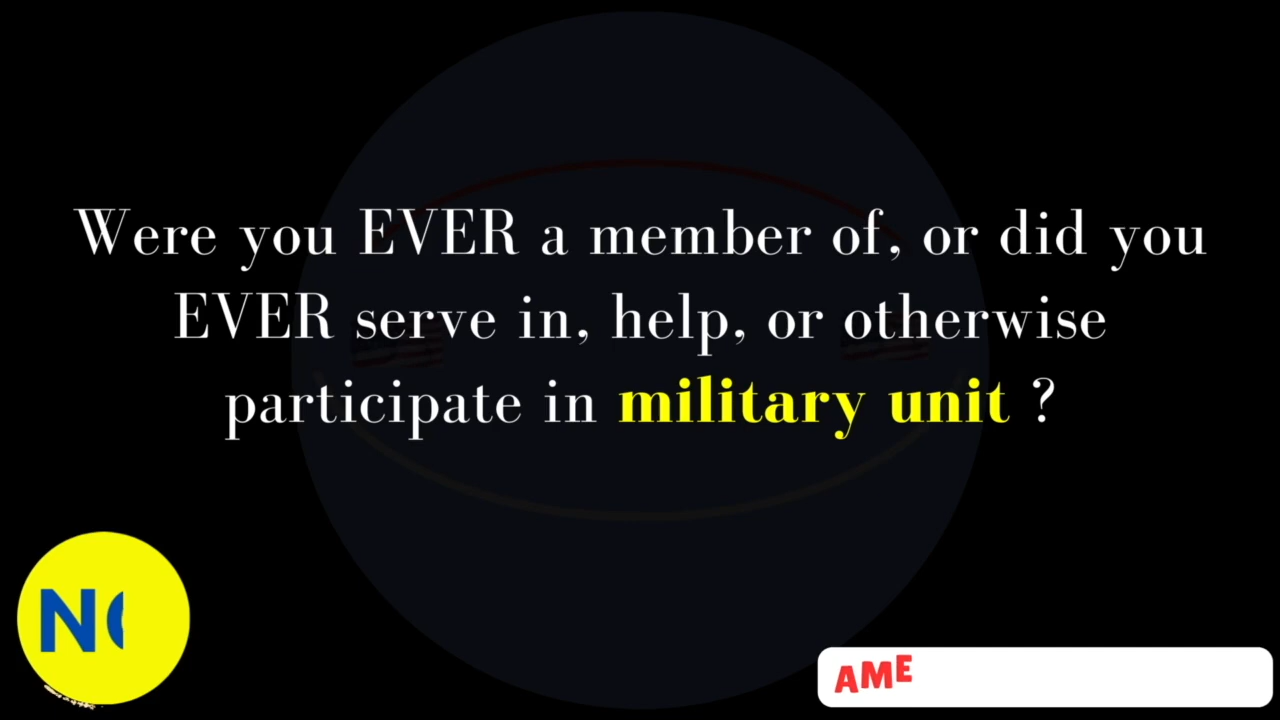 Were you EVER a member of, or did you
EVER serve in, help, or otherwise
participate in military unit ?
N
AME